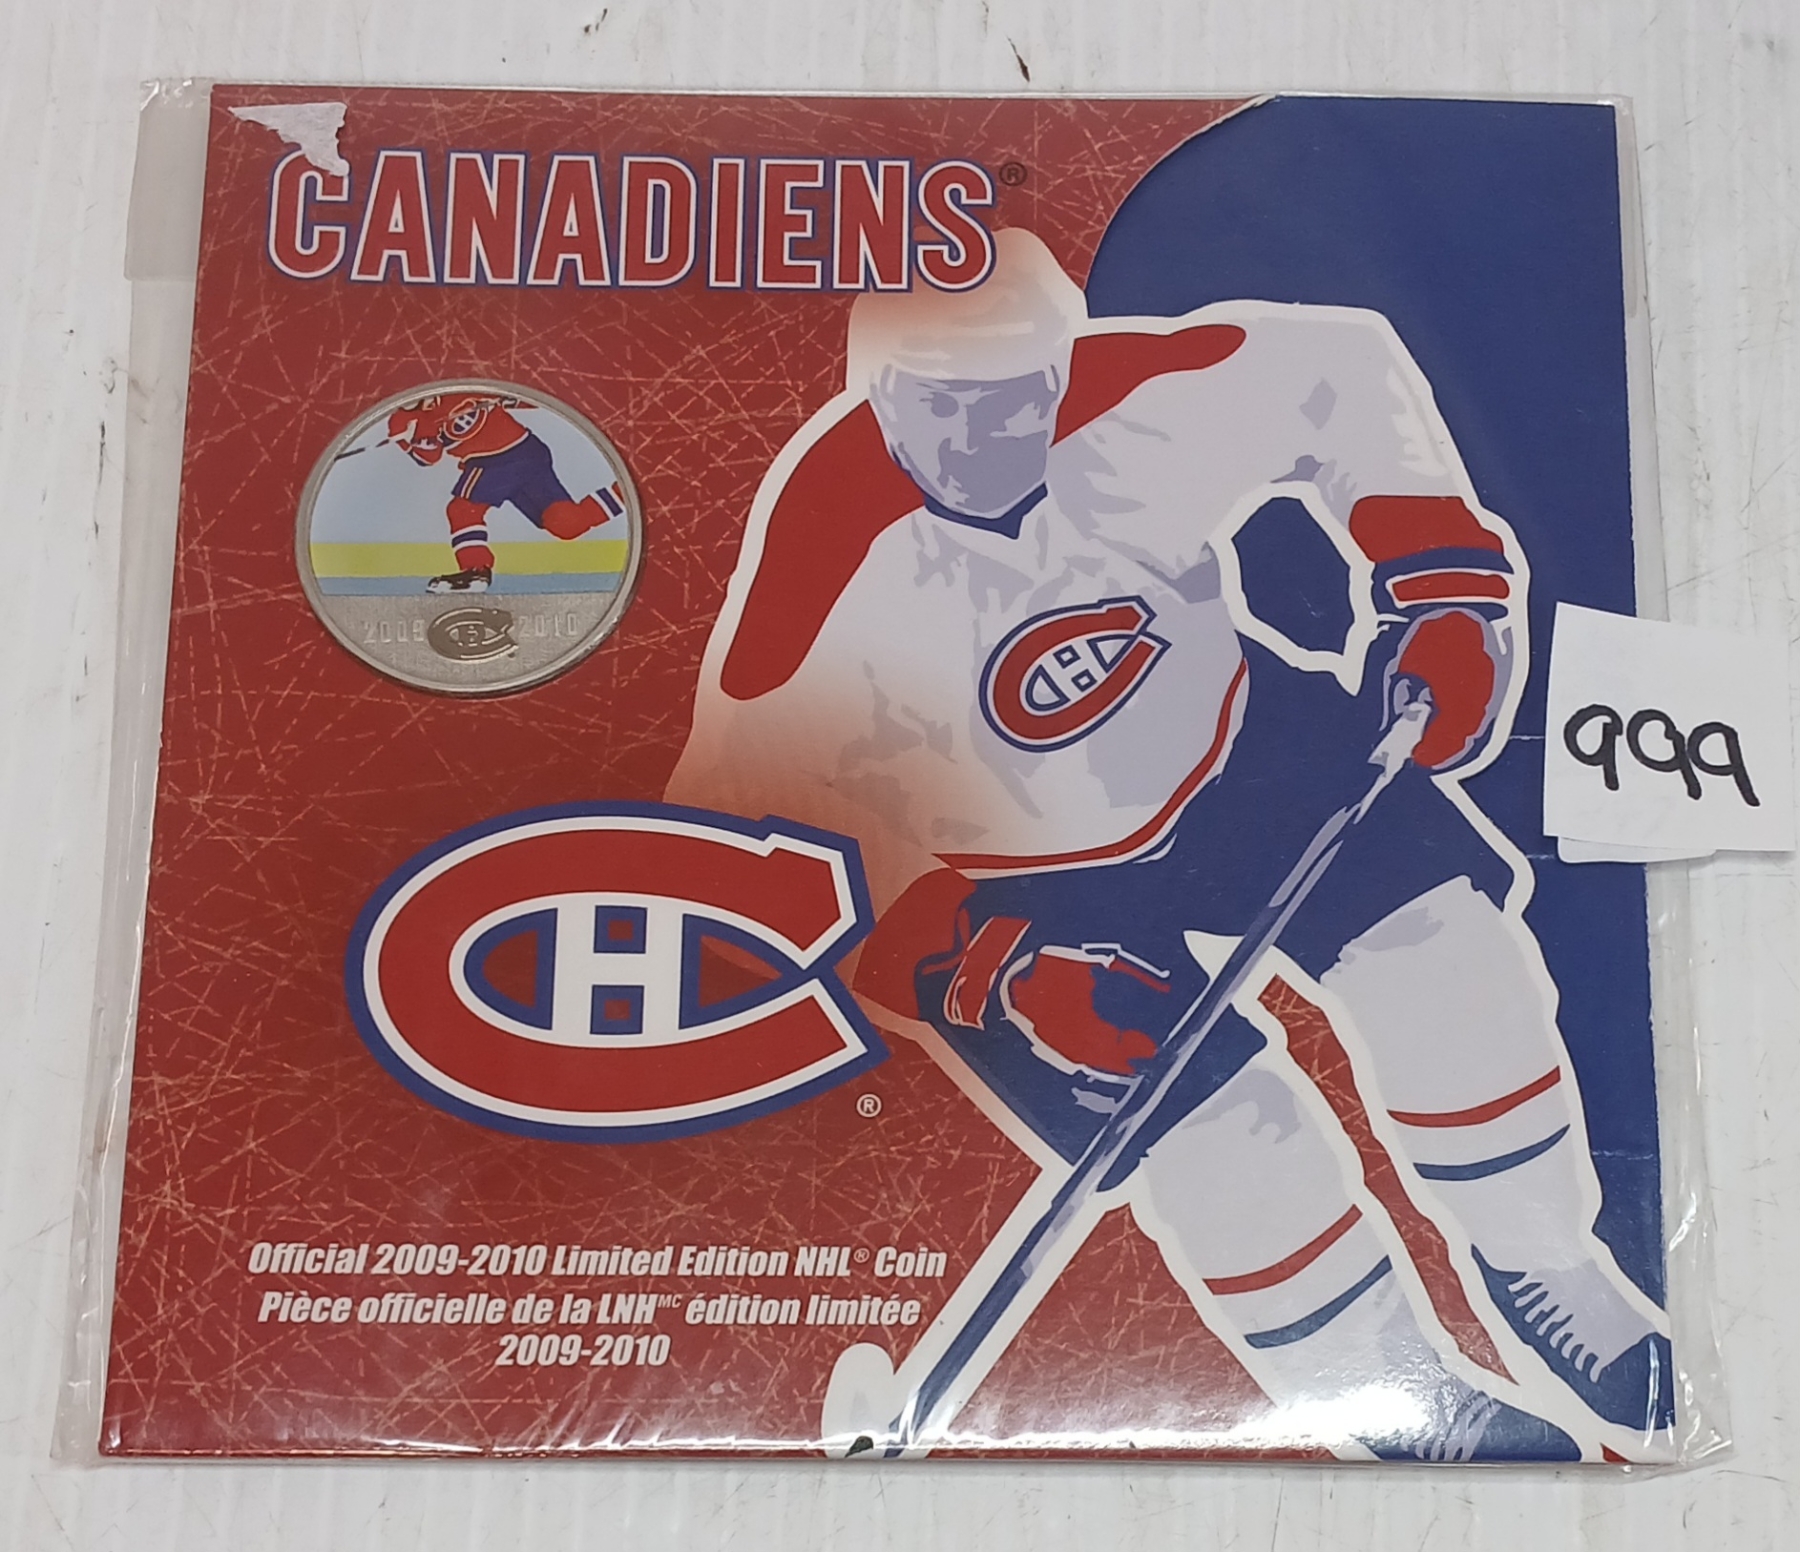 CANADIENS®
2009 2010
®
Official 2009-2010 Limited Edition NHL® Coin
Pièce officielle de la LNHᴹᶜ édition limitée
2009-2010
999